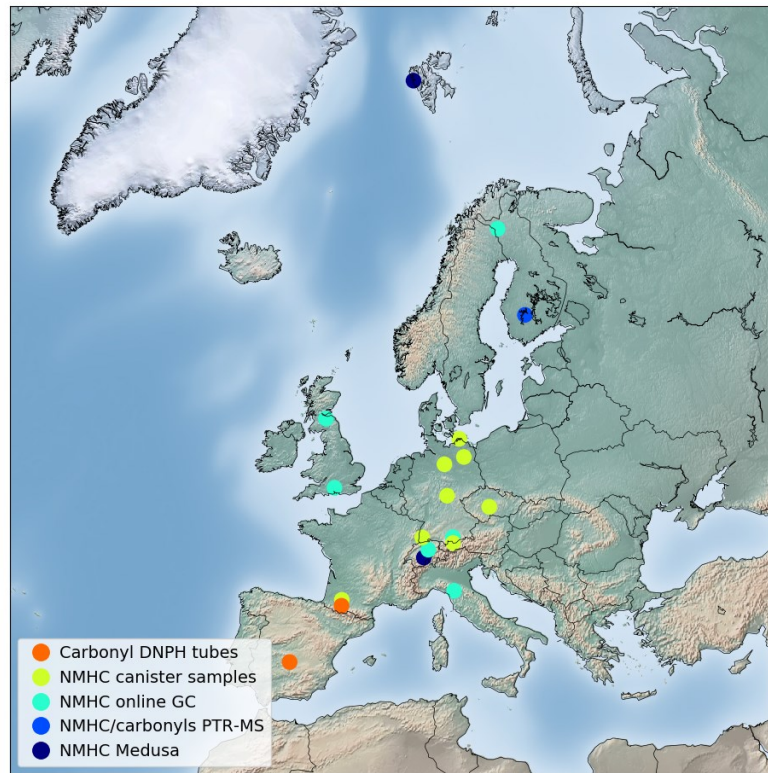 Carbonyl DNPH tubes
NMHC canister samples
NMHC online GC
NMHC/carbonyls PTR-MS
NMHC Medusa